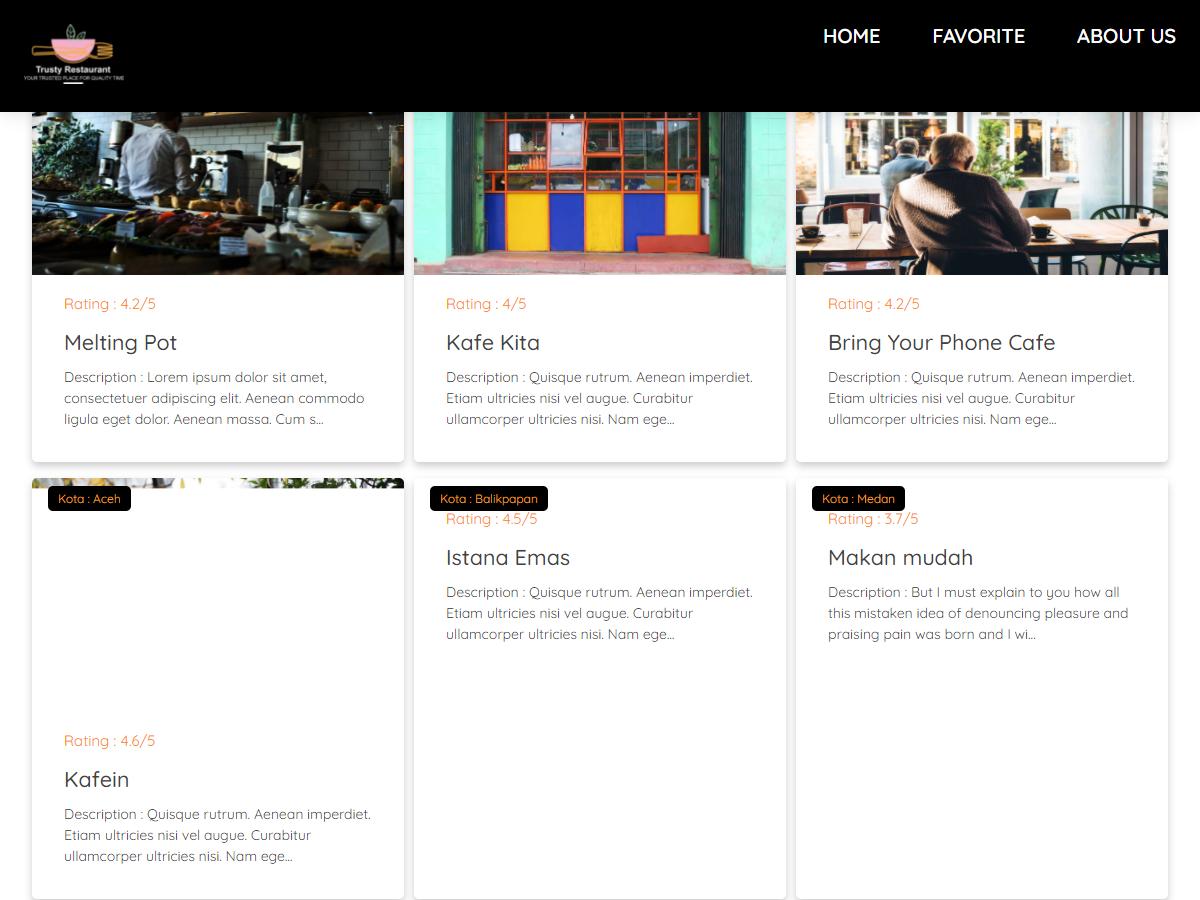 Trusty Restaurant
YOUR TRUSTED PLACE FOR QUALITY TIME
HOME
FAVORITE
ABOUT US
Rating : 4.2/5
Melting Pot
Description : Lorem ipsum dolor sit amet,
consectetuer adipiscing elit. Aenean commodo
ligula eget dolor. Aenean massa. Cum s...
Rating : 4/5
Kafe Kita
Description : Quisque rutrum. Aenean imperdiet.
Etiam ultricies nisi vel augue. Curabitur
ullamcorper ultricies nisi. Nam ege...
Rating : 4.2/5
Bring Your Phone Cafe
Description : Quisque rutrum. Aenean imperdiet.
Etiam ultricies nisi vel augue. Curabitur
ullamcorper ultricies nisi. Nam ege...
Kota : Aceh
Rating : 4.6/5
Kafein
Description : Quisque rutrum. Aenean imperdiet.
Etiam ultricies nisi vel augue. Curabitur
ullamcorper ultricies nisi. Nam ege...
Kota : Balikpapan
Rating : 4.5/5
Istana Emas
Description : Quisque rutrum. Aenean imperdiet.
Etiam ultricies nisi vel augue. Curabitur
ullamcorper ultricies nisi. Nam ege...
Kota : Medan
Rating : 3.7/5
Makan mudah
Description : But I must explain to you how all
this mistaken idea of denouncing pleasure and
praising pain was born and I wi...